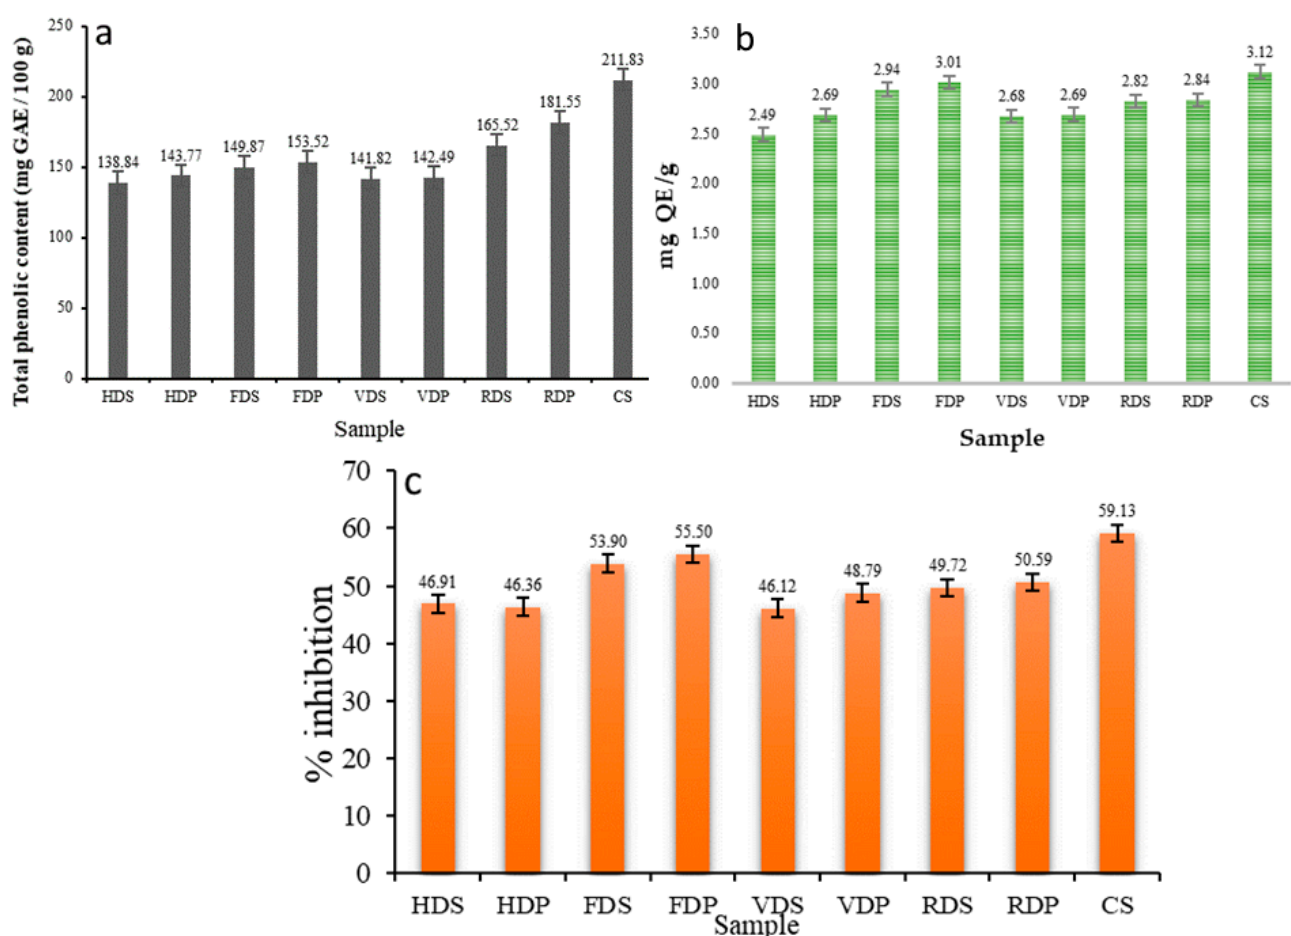 a
Total phenolic content (mg GAE / 100 g)
250
200
150
100
50
0
138.84 143.77 149.87 153.52 141.82 142.49 165.52 181.55 211.83
HDS HDP FDS FDP VDS VDP RDS RDP CS
Sample
b
mg QE/g
3.50
3.00
2.50
2.00
1.50
1.00
0.50
0.00
2.49 2.69 2.94 3.01 2.68 2.69 2.82 2.84 3.12
HDS HDP FDS FDP VDS VDP RDS RDP CS
Sample
c
% inhibition
70
60
50
40
30
20
10
0
46.91 46.36 53.90 55.50 46.12 48.79 49.72 50.59 59.13
HDS HDP FDS FDP VDS VDP RDS RDP CS
Sample